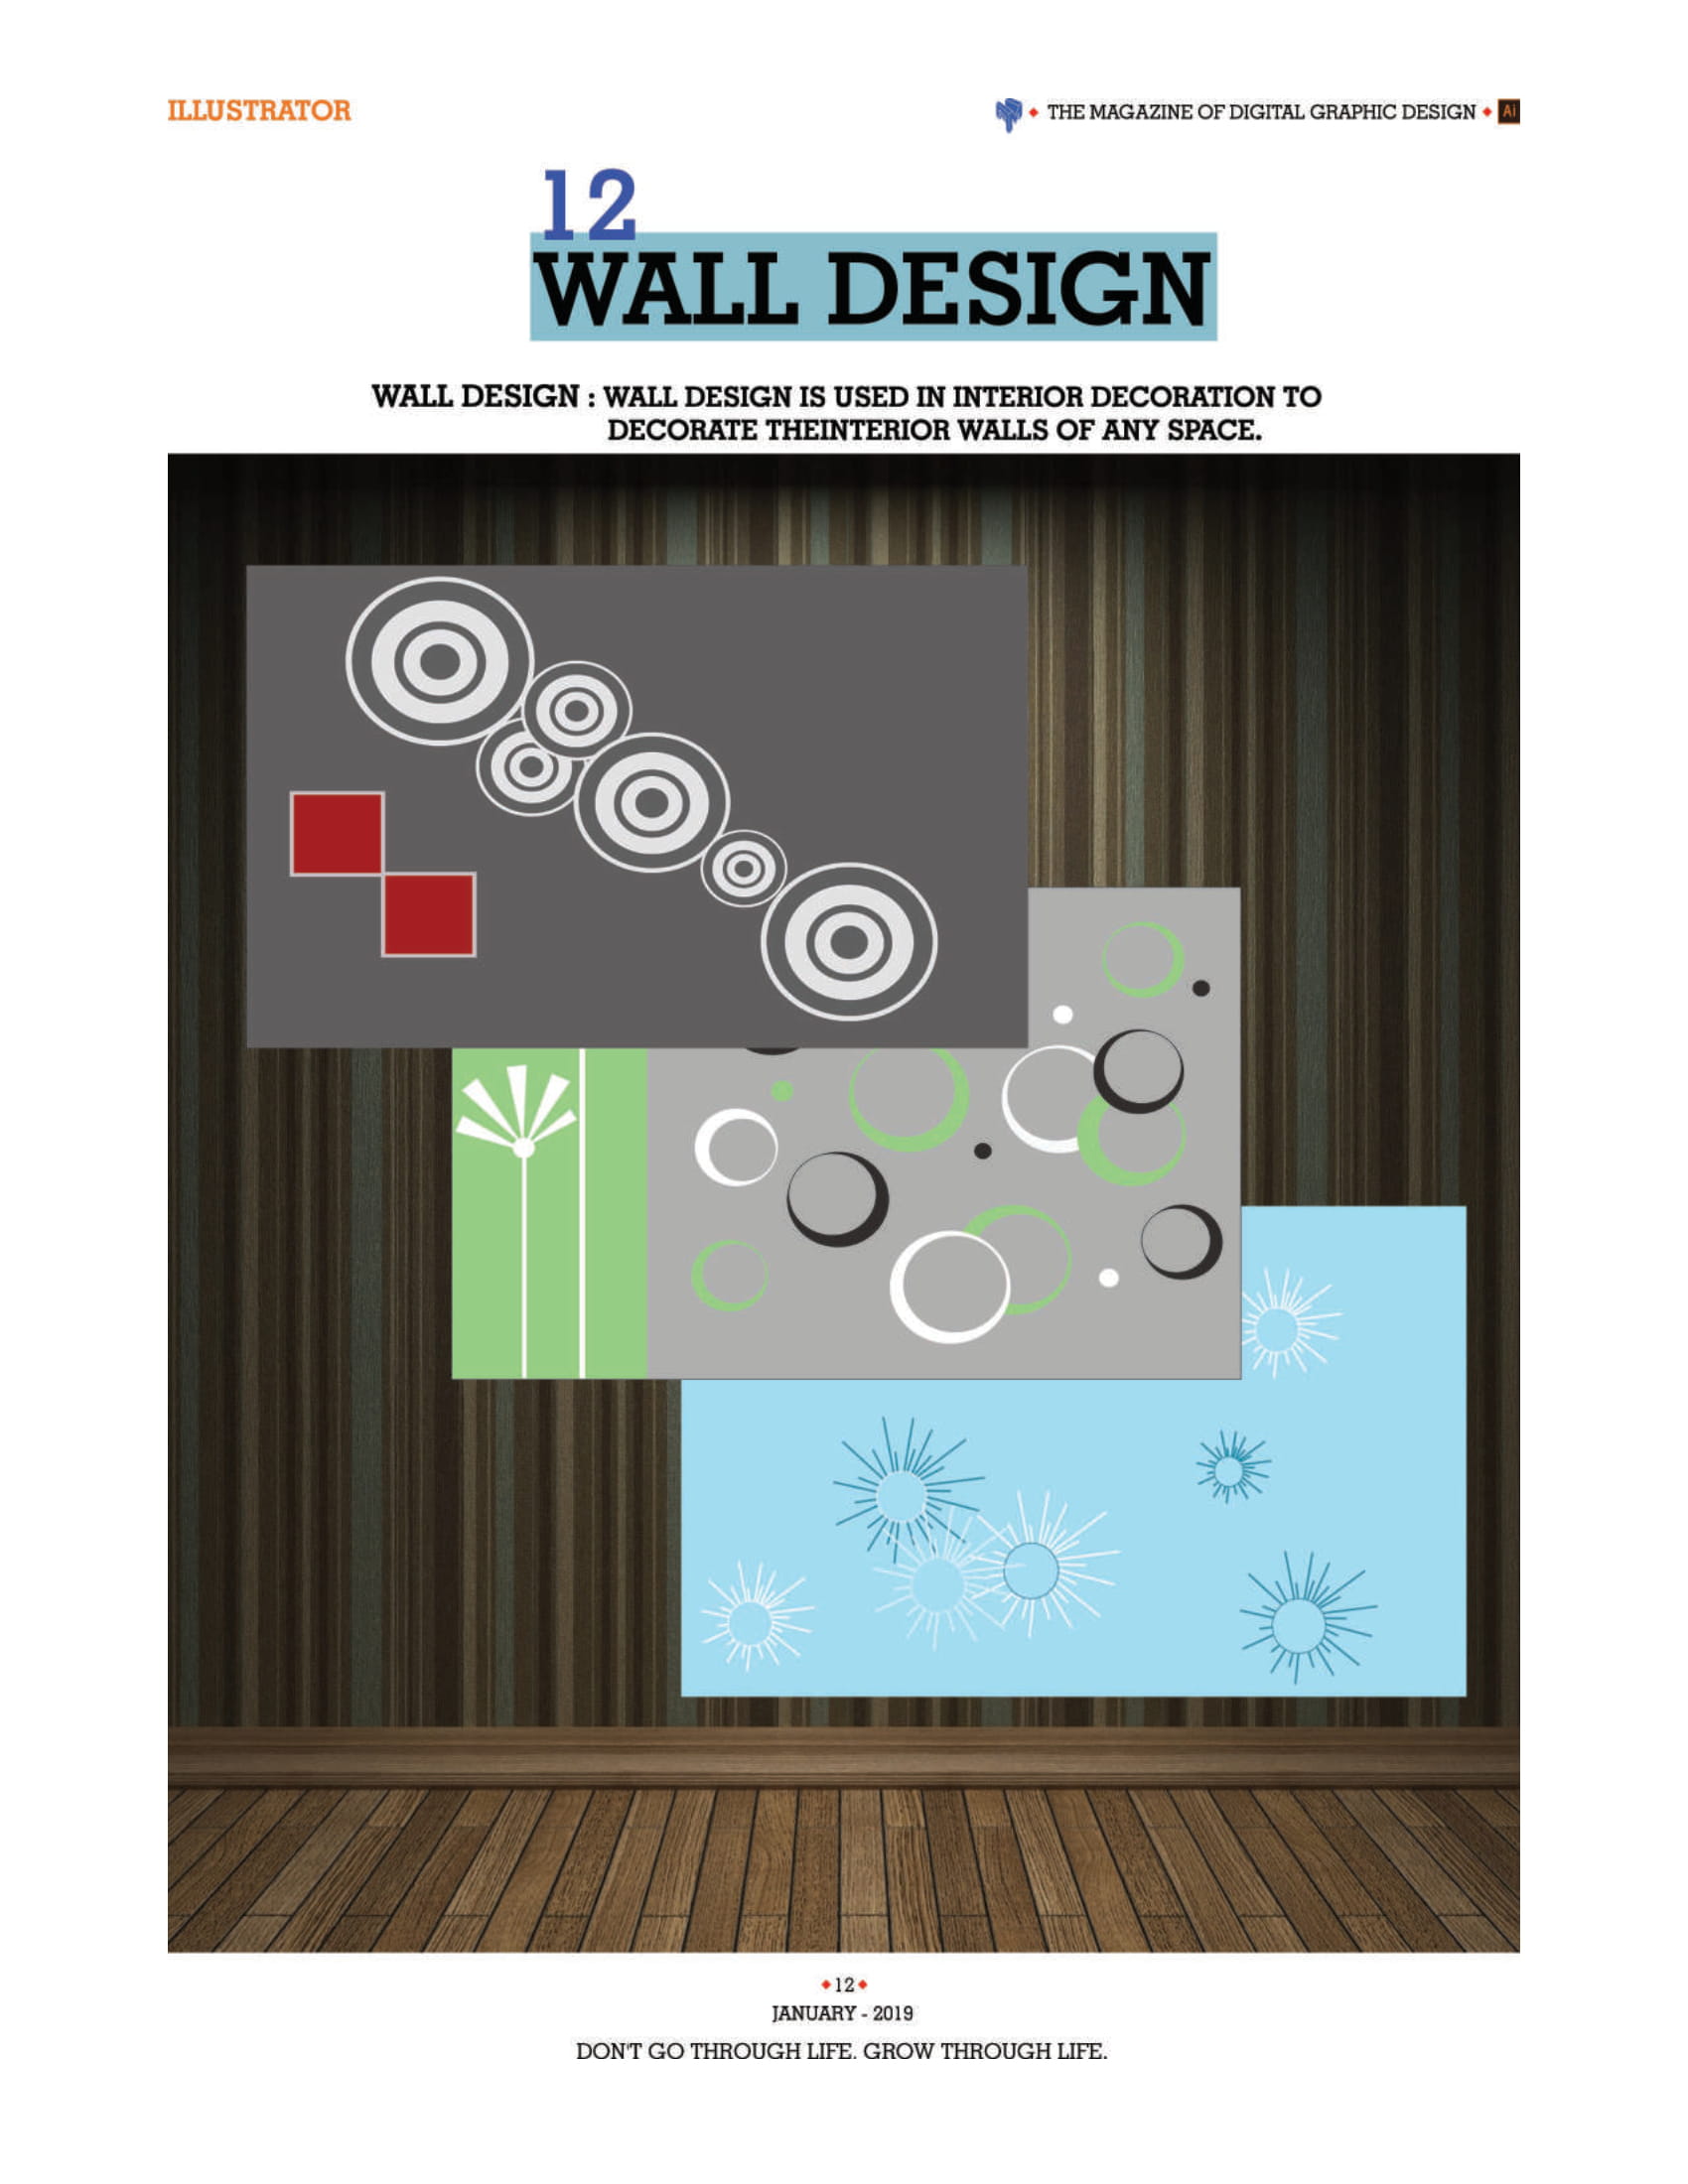 ILLUSTRATOR
THE MAGAZINE OF DIGITAL GRAPHIC DESIGN
Ai
12
WALL DESIGN
WALL DESIGN : WALL DESIGN IS USED IN INTERIOR DECORATION TO
DECORATE THEINTERIOR WALLS OF ANY SPACE.
12
JANUARY - 2019
DON'T GO THROUGH LIFE. GROW THROUGH LIFE.